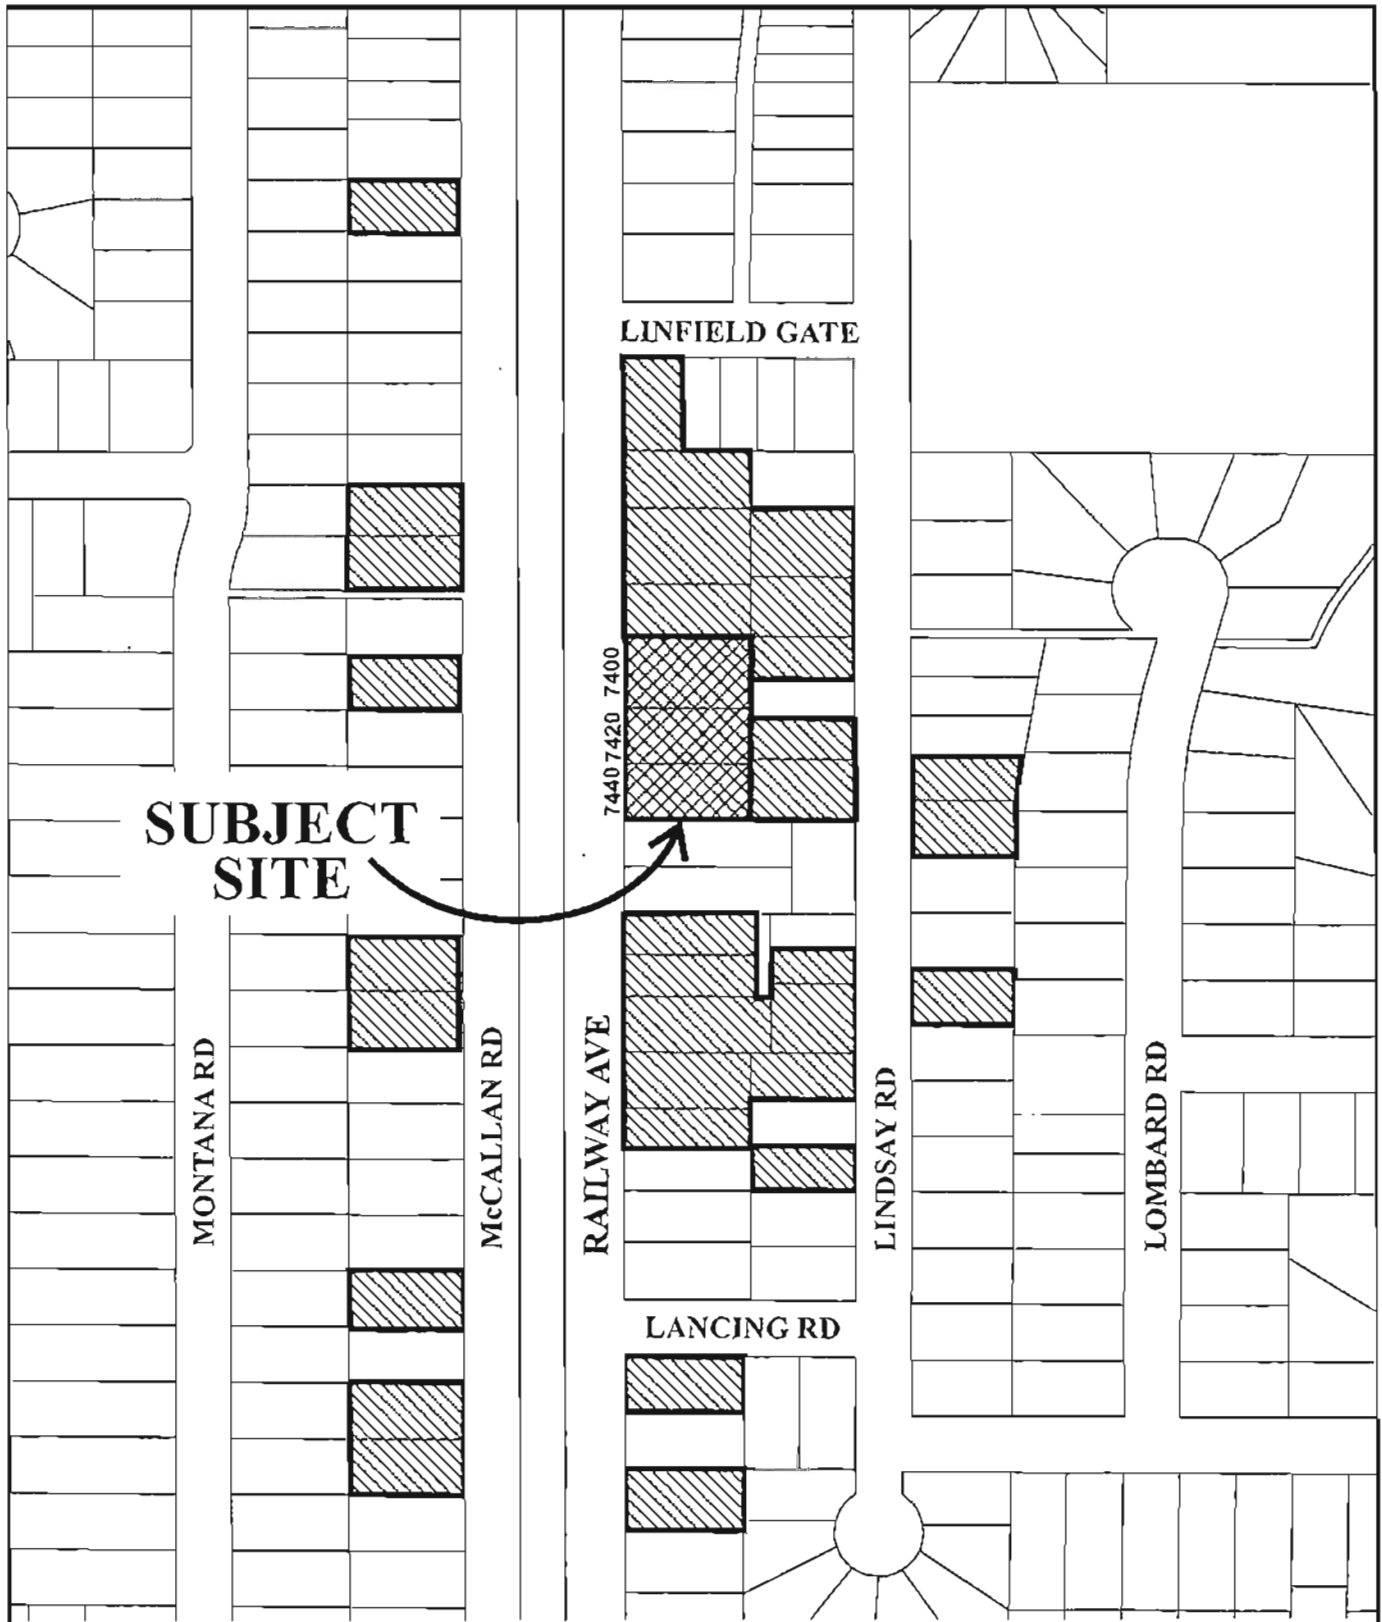 LINFIELD GATE
7400
7420
7440
SUBJECT
SITE
MONTANA RD
McCALLAN RD
RAILWAY AVE
LINDSAY RD
LOMBARD RD
LANCING RD